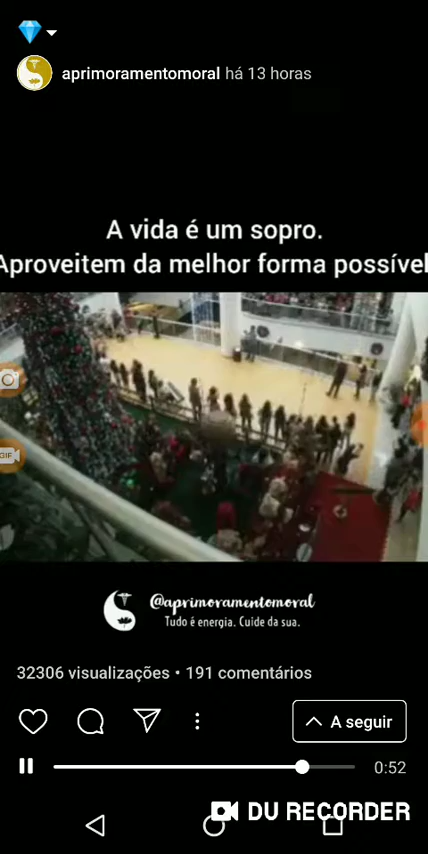 aprimoramentomoral há 13 horas
A vida é um sopro.
Aproveitem da melhor forma possível
GIF
@aprimoramentomoral
Tudo é energia. Cuide da sua.
32306 visualizações • 191 comentários
A seguir
0:52
DU RECORDER